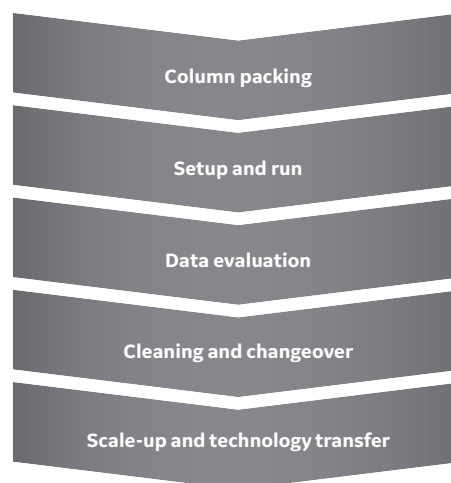 Column packing
Setup and run
Data evaluation
Cleaning and changeover
Scale-up and technology transfer